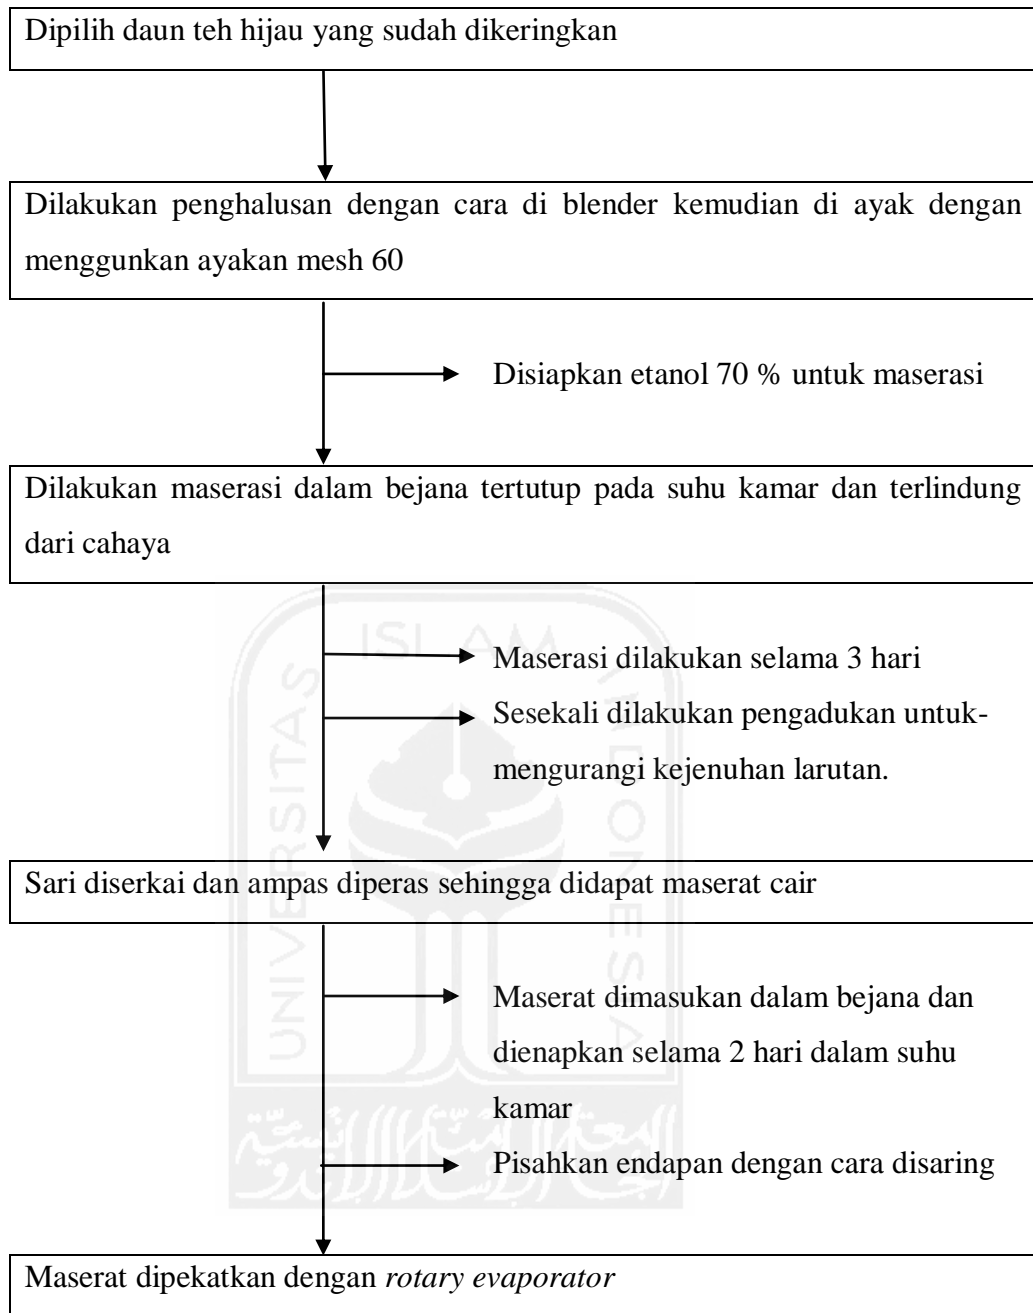 Dipilih daun teh hijau yang sudah dikeringkan
Dilakukan penghalusan dengan cara di blender kemudian di ayak dengan
menggunkan ayakan mesh 60
Disiapkan etanol 70 % untuk maserasi
Dilakukan maserasi dalam bejana tertutup pada suhu kamar dan terlindung
dari cahaya
Maserasi dilakukan selama 3 hari
Sesekali dilakukan pengadukan untuk-
mengurangi kejenuhan larutan.
Sari diserkai dan ampas diperas sehingga didapat maserat cair
Maserat dimasukan dalam bejana dan
dienapkan selama 2 hari dalam suhu
kamar
Pisahkan endapan dengan cara disaring
Maserat dipekatkan dengan rotary evaporator
UNIVERSITAS
ISLAM
INDONESIA